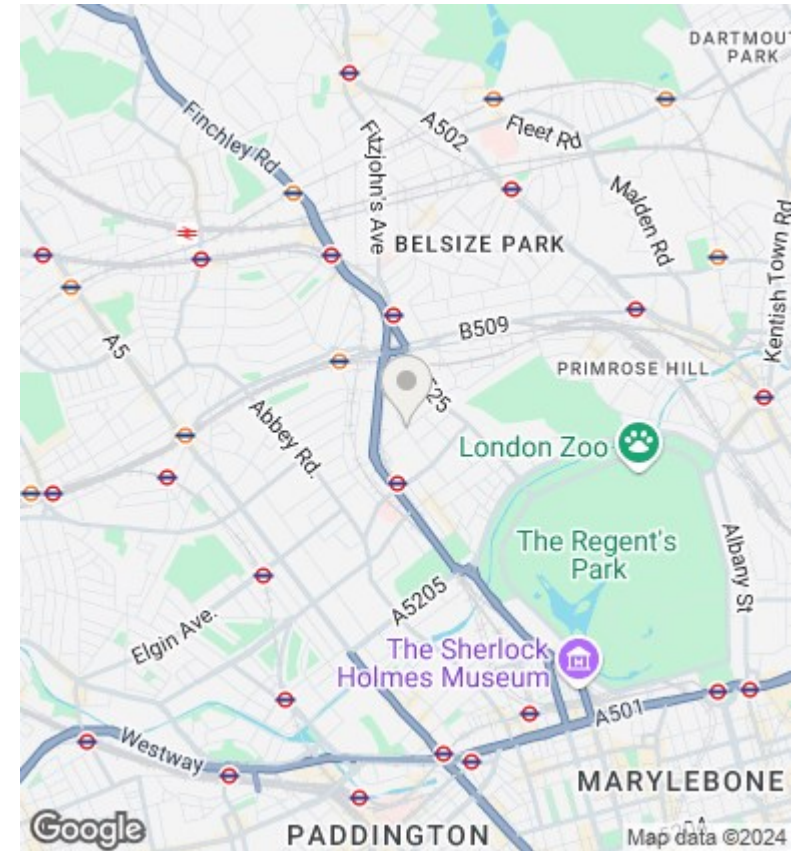 DARTMOU
PARK
Finchley Rd
A502
Fleet Rd
Fitzjohn's Ave
Malden Rd
BELSIZE PARK
Kentish Town Rd
B509
A5
PRIMROSE HILL
Abbey Rd.
London Zoo
The Regent's
Park
Albany St
A5205
Elgin Ave.
The Sherlock
Holmes Museum
A501
Westway
MARYLEBONE
Google
PADDINGTON
Map data ©2024